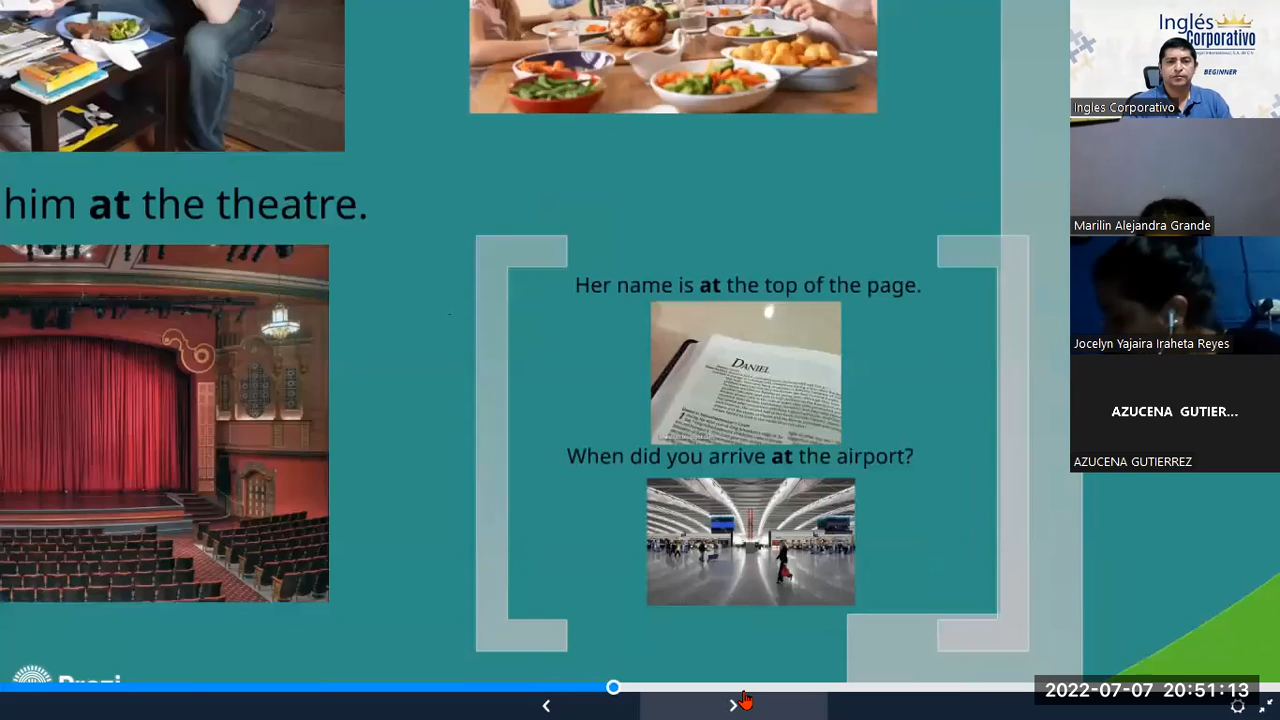 him at the theatre.
Her name is at the top of the page.
DANIEL
When did you arrive at the airport?
Prezi
Inglés
Corporativo
BEGINNER
Ingles Corporativo
Marilin Alejandra Grande
Jocelyn Yajaira Iraheta Reyes
AZUCENA GUTIER...
AZUCENA GUTIERREZ
2022-07-07 20:51:13